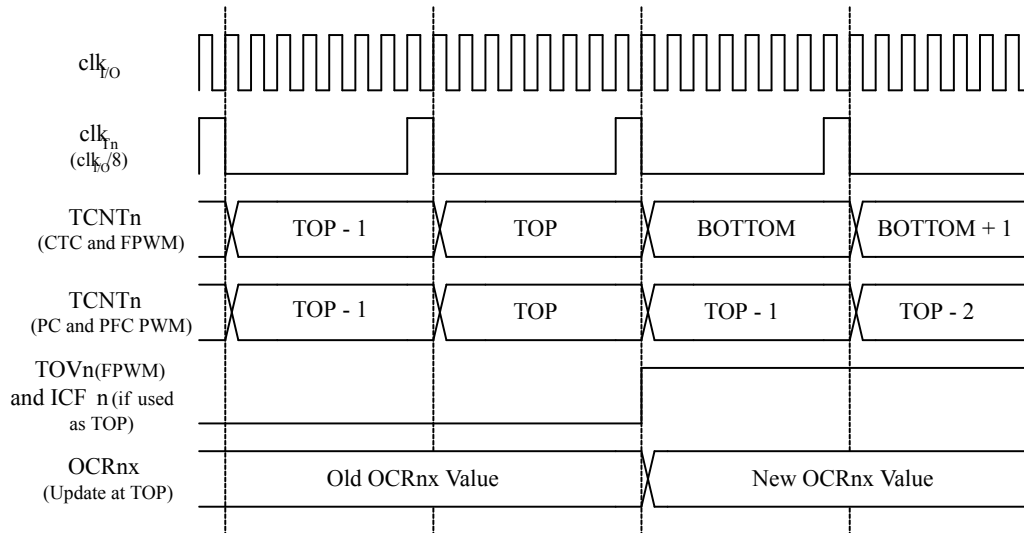 clkI/O
clkTn
(clkI/O/8)
TCNTn
(CTC and FPWM)
TOP - 1
TOP
BOTTOM
BOTTOM + 1
TCNTn
(PC and PFC PWM)
TOP - 1
TOP
TOP - 1
TOP - 2
TOVn(FPWM)
and ICF n (if used
as TOP)
OCRnx
(Update at TOP)
Old OCRnx Value
New OCRnx Value